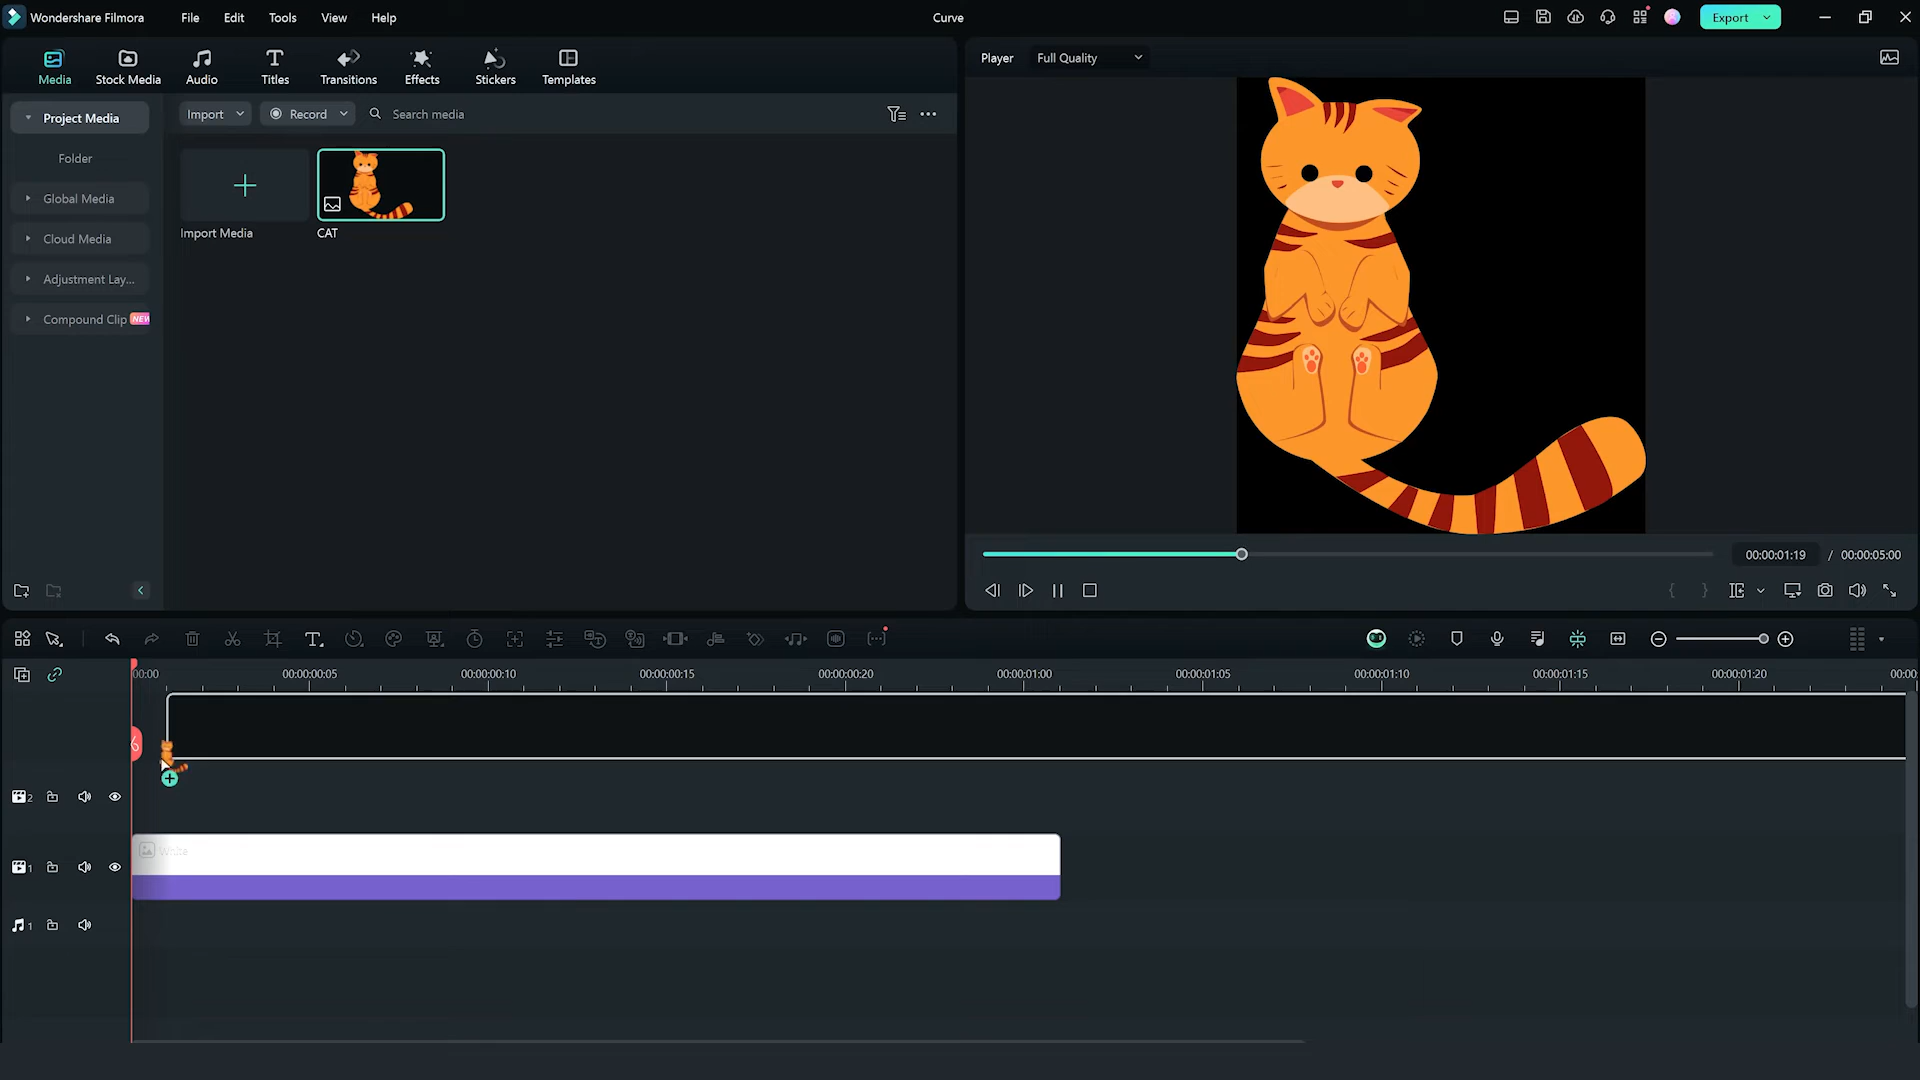 Wondershare Filmora File Edit Tools View Help Curve Export
Media Stock Media Audio Titles Transitions Effects Stickers Templates
Player Full Quality
Project Media
Import Record Search media
Folder
Global Media
Cloud Media
Adjustment Lay...
Compound Clip NEW
Import Media CAT
00:00:01:19 / 00:00:05:00
00:00 00:00:00:05 00:00:00:10 00:00:00:15 00:00:00:20 00:00:01:00 00:00:01:05 00:00:01:10 00:00:01:15 00:00:01:20 00:00
2
White
1
1